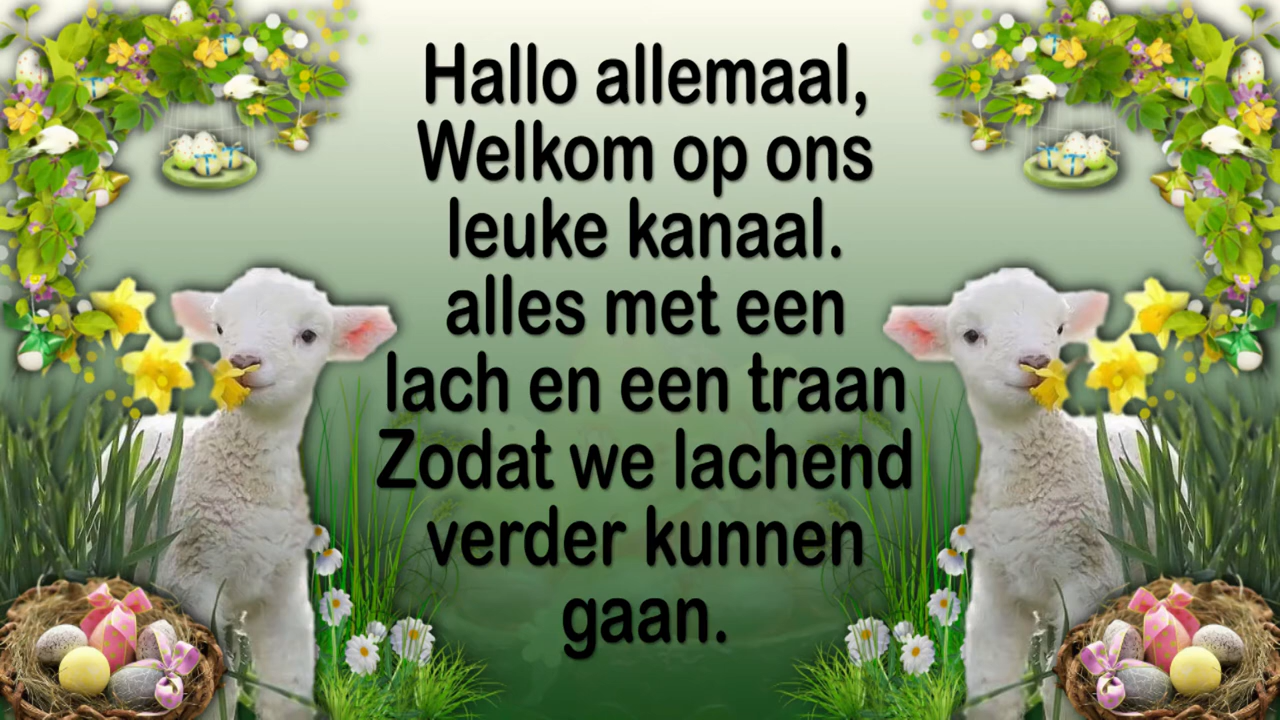 Hallo allemaal,
Welkom op ons
leuke kanaal.
alles met een
lach en een traan
Zodat we lachend
verder kunnen
gaan.